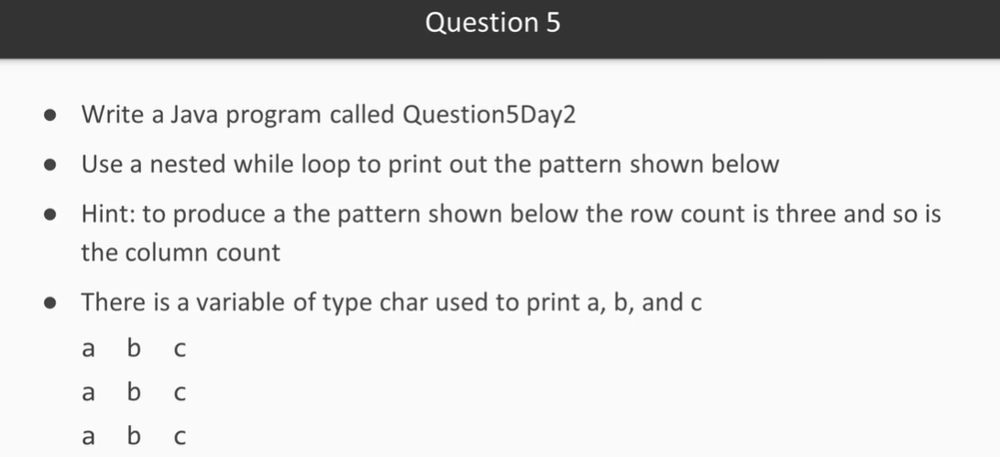 Question 5
● Write a Java program called Question5Day2
● Use a nested while loop to print out the pattern shown below
● Hint: to produce a the pattern shown below the row count is three and so is
the column count
● There is a variable of type char used to print a, b, and c
a b c
a b c
a b c